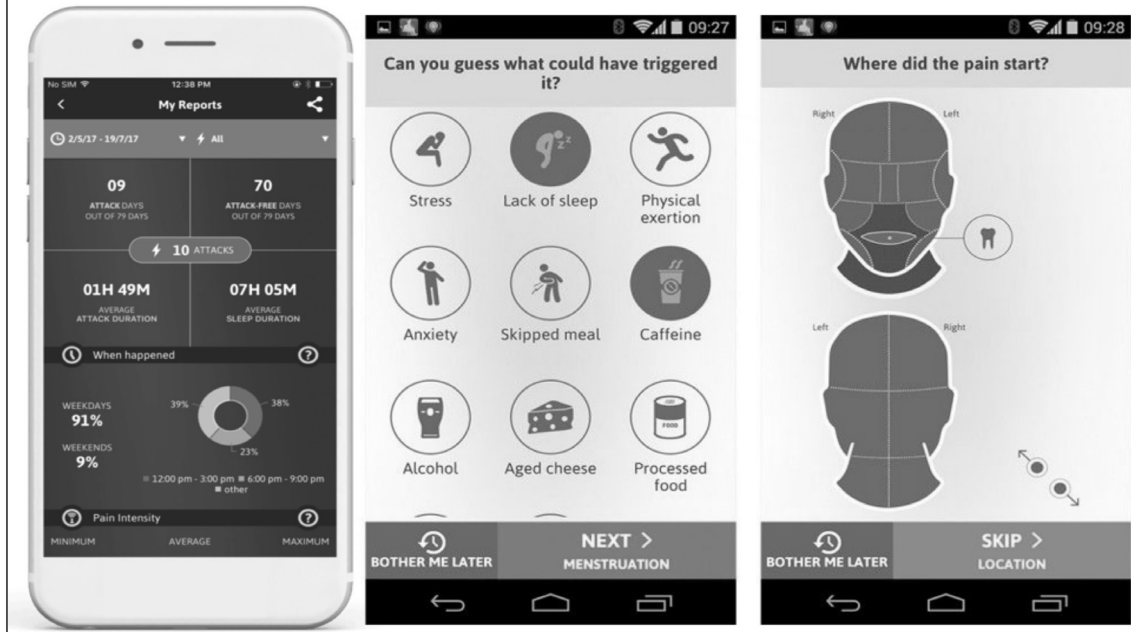 No SIM
12:38 PM
My Reports
2/5/17 - 19/7/17
All
09
ATTACK DAYS
OUT OF 79 DAYS
70
ATTACK-FREE DAYS
OUT OF 79 DAYS
10 ATTACKS
01H 49M
AVERAGE
ATTACK DURATION
07H 05M
AVERAGE
SLEEP DURATION
When happened
?
WEEKDAYS
91%
WEEKENDS
9%
39%
38%
23%
12:00 pm - 3:00 pm
6:00 pm - 9:00 pm
other
Pain Intensity
?
MINIMUM
AVERAGE
MAXIMUM
09:27
Can you guess what could have triggered
it?
Stress
Lack of sleep
Physical
exertion
Anxiety
Skipped meal
Caffeine
Alcohol
Aged cheese
FOOD
Processed
food
BOTHER ME LATER
NEXT >
MENSTRUATION
09:28
Where did the pain start?
Right
Left
Left
Right
BOTHER ME LATER
SKIP >
LOCATION